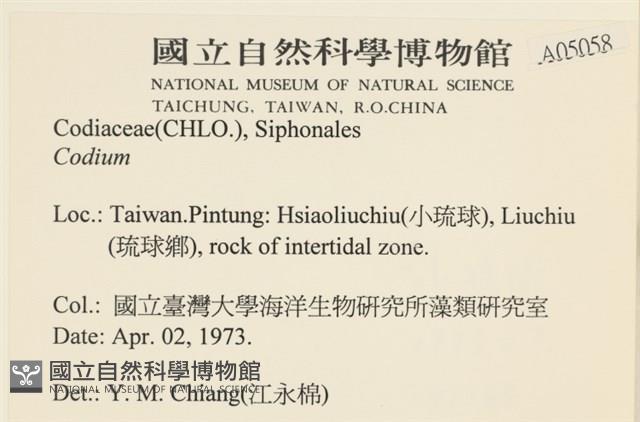 國立自然科學博物館
A05058
NATIONAL MUSEUM OF NATURAL SCIENCE
TAICHUNG, TAIWAN, R.O.CHINA
Codiaceae(CHLO.), Siphonales
Codium
Loc.: Taiwan.Pintung: Hsiaoliuchiu(小琉球), Liuchiu
(琉球鄉), rock of intertidal zone.
Col.: 國立臺灣大學海洋生物研究所藻類研究室
Date: Apr. 02, 1973.
國立自然科學博物館
NATIONAL MUSEUM OF NATURAL SCIENCE
Det.: Y. M. Chiang(江永棉)